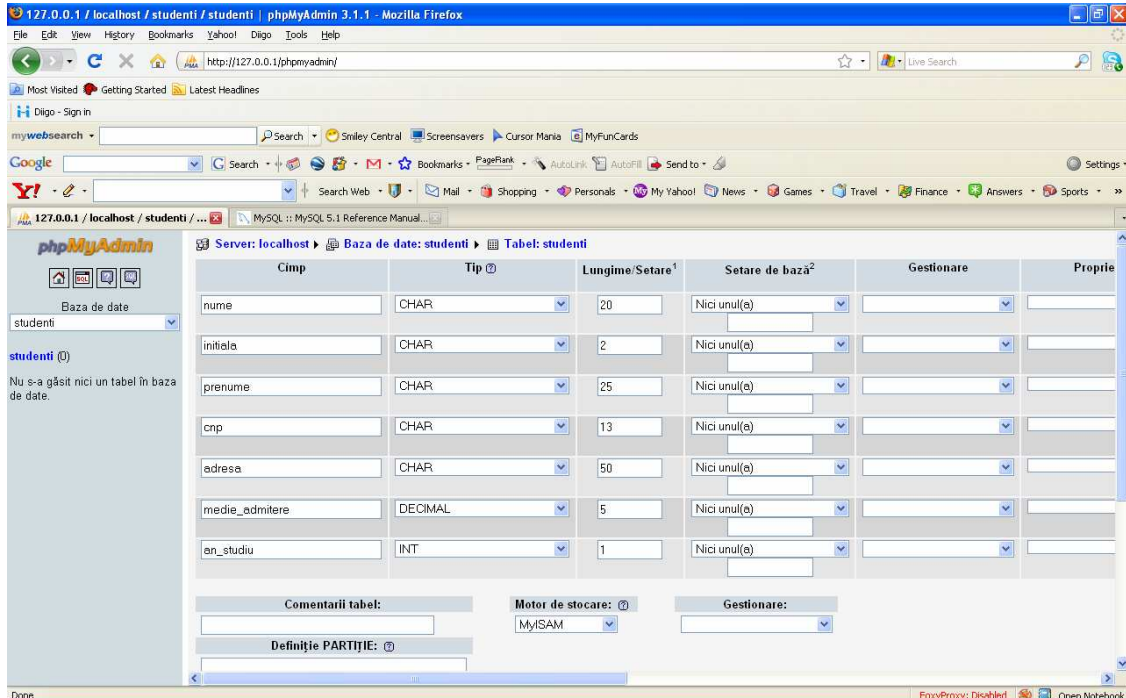 127.0.0.1 / localhost / studenti / studenti | phpMyAdmin 3.1.1 - Mozilla Firefox
File Edit View History Bookmarks Yahoo! Diigo Tools Help
http://127.0.0.1/phpmyadmin/ Live Search
Most Visited Getting Started Latest Headlines
Diigo - Sign in
mywebsearch Search Smiley Central Screensavers Cursor Mania MyFunCards
Google Search Bookmarks PageRank AutoLink AutoFill Send to Settings
Y! Search Web Mail Shopping Personals My Yahoo! News Games Travel Finance Answers Sports »
127.0.0.1 / localhost / studenti / ... MySQL :: MySQL 5.1 Reference Manual...
phpMyAdmin
Baza de date
studenti
studenti (0)
Nu s-a găsit nici un tabel în baza
de date.
Server: localhost Baza de date: studenti Tabel: studenti
Cîmp Tip Lungime/Setare1 Setare de bază2 Gestionare Proprie
nume CHAR 20 Nici unul(a)
initiala CHAR 2 Nici unul(a)
prenume CHAR 25 Nici unul(a)
cnp CHAR 13 Nici unul(a)
adresa CHAR 50 Nici unul(a)
medie_admitere DECIMAL 5 Nici unul(a)
an_studiu INT 1 Nici unul(a)
Comentarii tabel: Motor de stocare: Gestionare:
MyISAM
Definiție PARTIȚIE:
Done FoxyProxy: Disabled Open Notebook